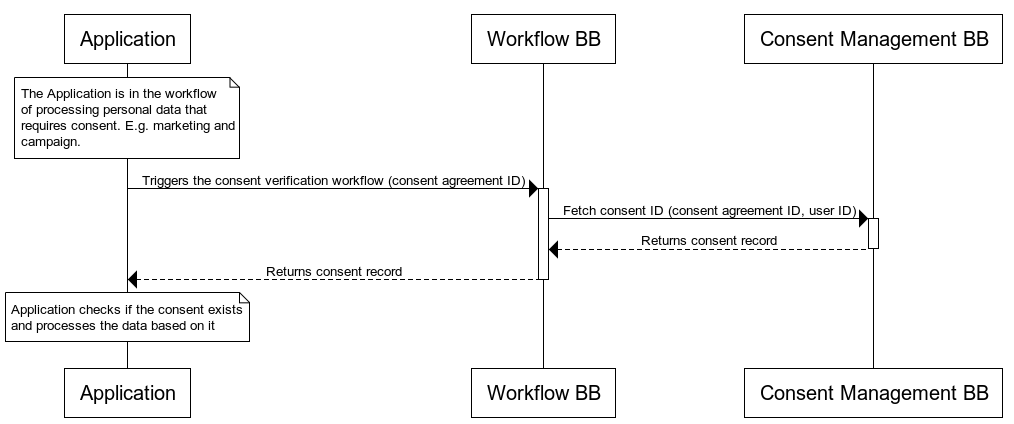 Application
Workflow BB
Consent Management BB
The Application is in the workflow
of processing personal data that
requires consent. E.g. marketing and
campaign.
Triggers the consent verification workflow (consent agreement ID)
Fetch consent ID (consent agreement ID, user ID)
Returns consent record
Returns consent record
Application checks if the consent exists
and processes the data based on it
Application
Workflow BB
Consent Management BB